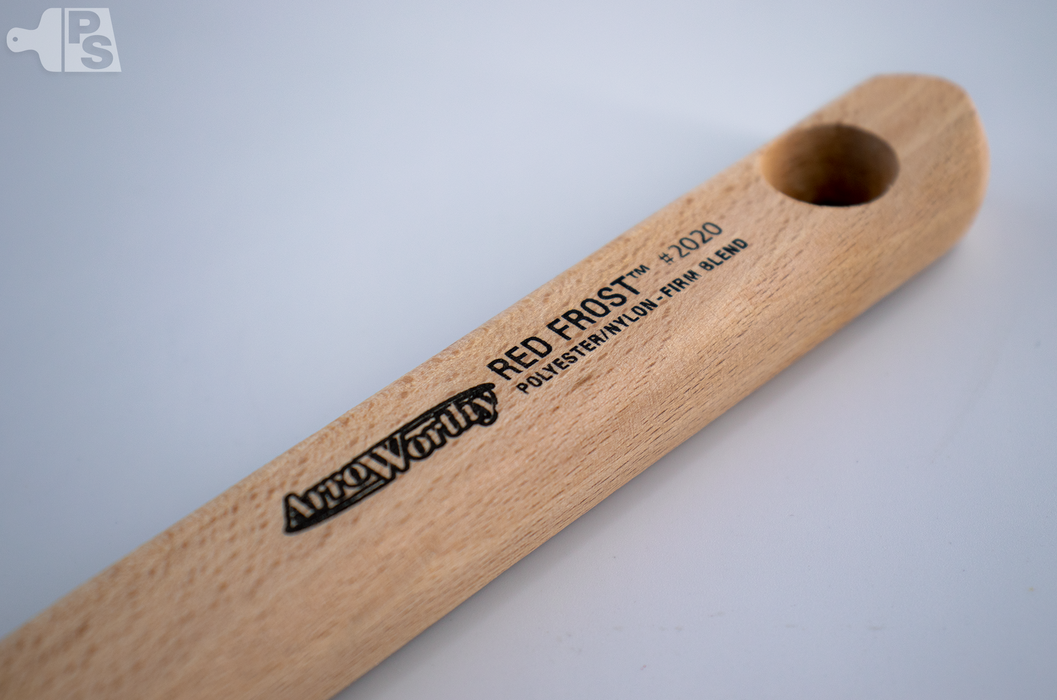 PS
ArroWorthy
RED FROST™ #2020
POLYESTER/NYLON-FIRM BLEND